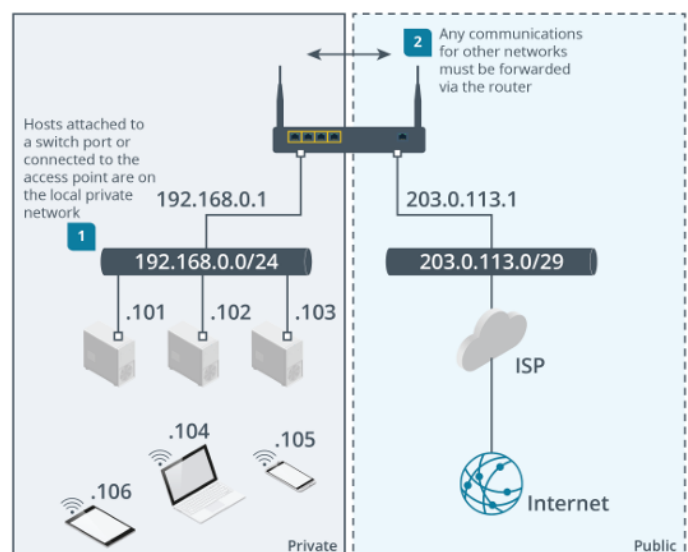 2
Any communications
for other networks
must be forwarded
via the router
Hosts attached to
a switch port or
connected to the
access point are on
the local private
network
1
192.168.0.1
203.0.113.1
192.168.0.0/24
203.0.113.0/29
.101
.102
.103
ISP
.104
.105
.106
Internet
Private
Public